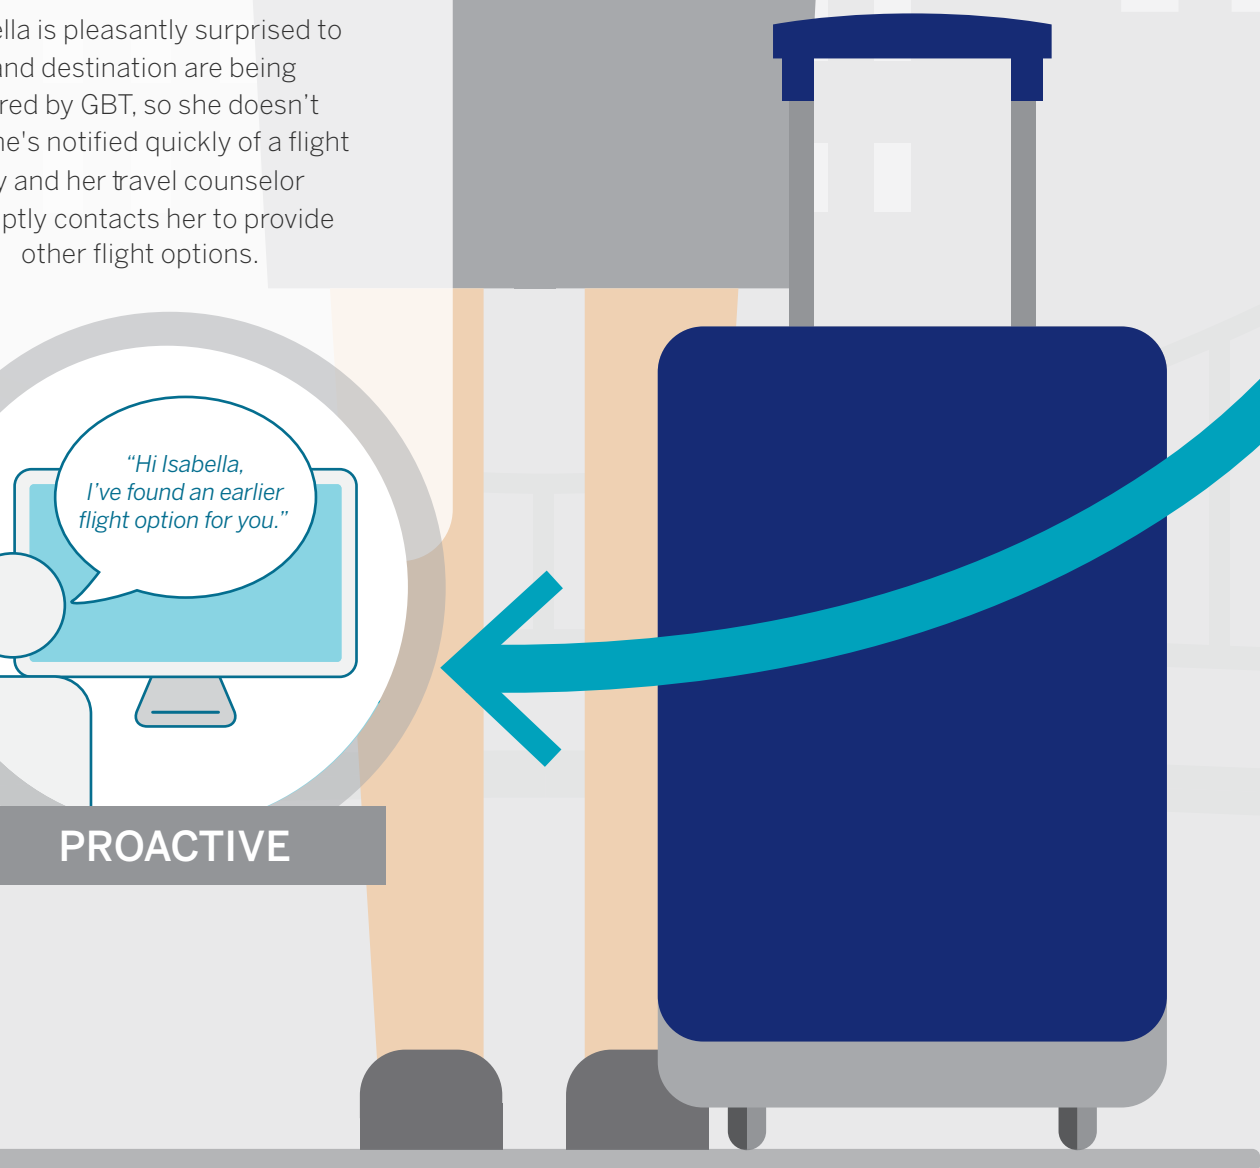 ella is pleasantly surprised to
and destination are being
red by GBT, so she doesn’t
he's notified quickly of a flight
y and her travel counselor
ptly contacts her to provide
other flight options.
“Hi Isabella,
I’ve found an earlier
flight option for you.”
PROACTIVE